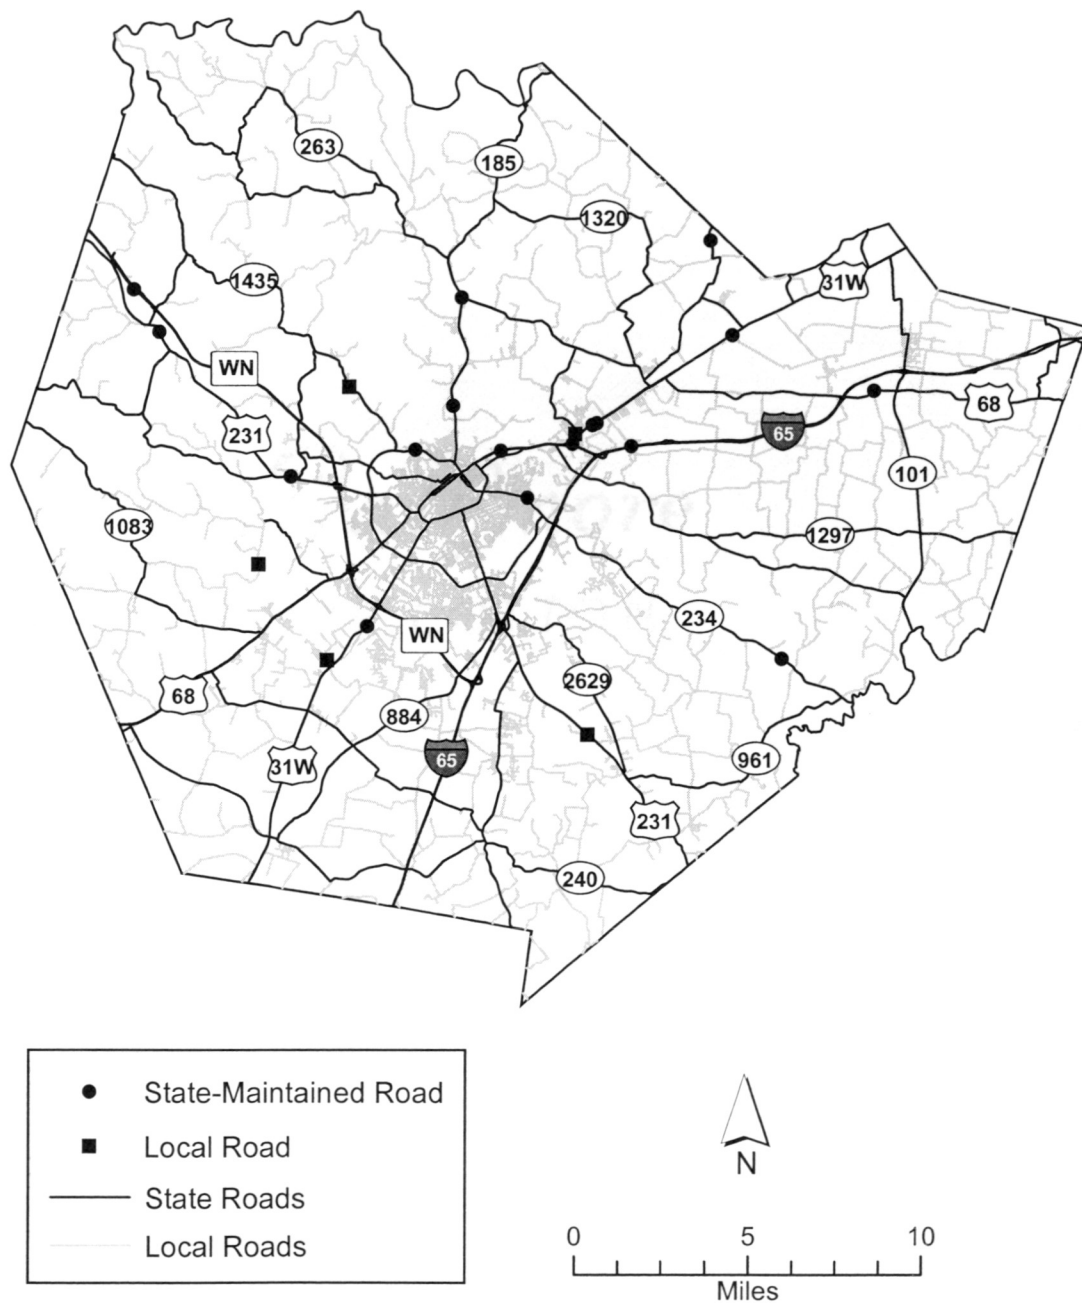 263
185
1320
31W
1435
WN
68
231
65
101
1083
1297
234
WN
2629
68
884
961
31W
65
231
240
State-Maintained Road
Local Road
State Roads
Local Roads
N
0 5 10
Miles